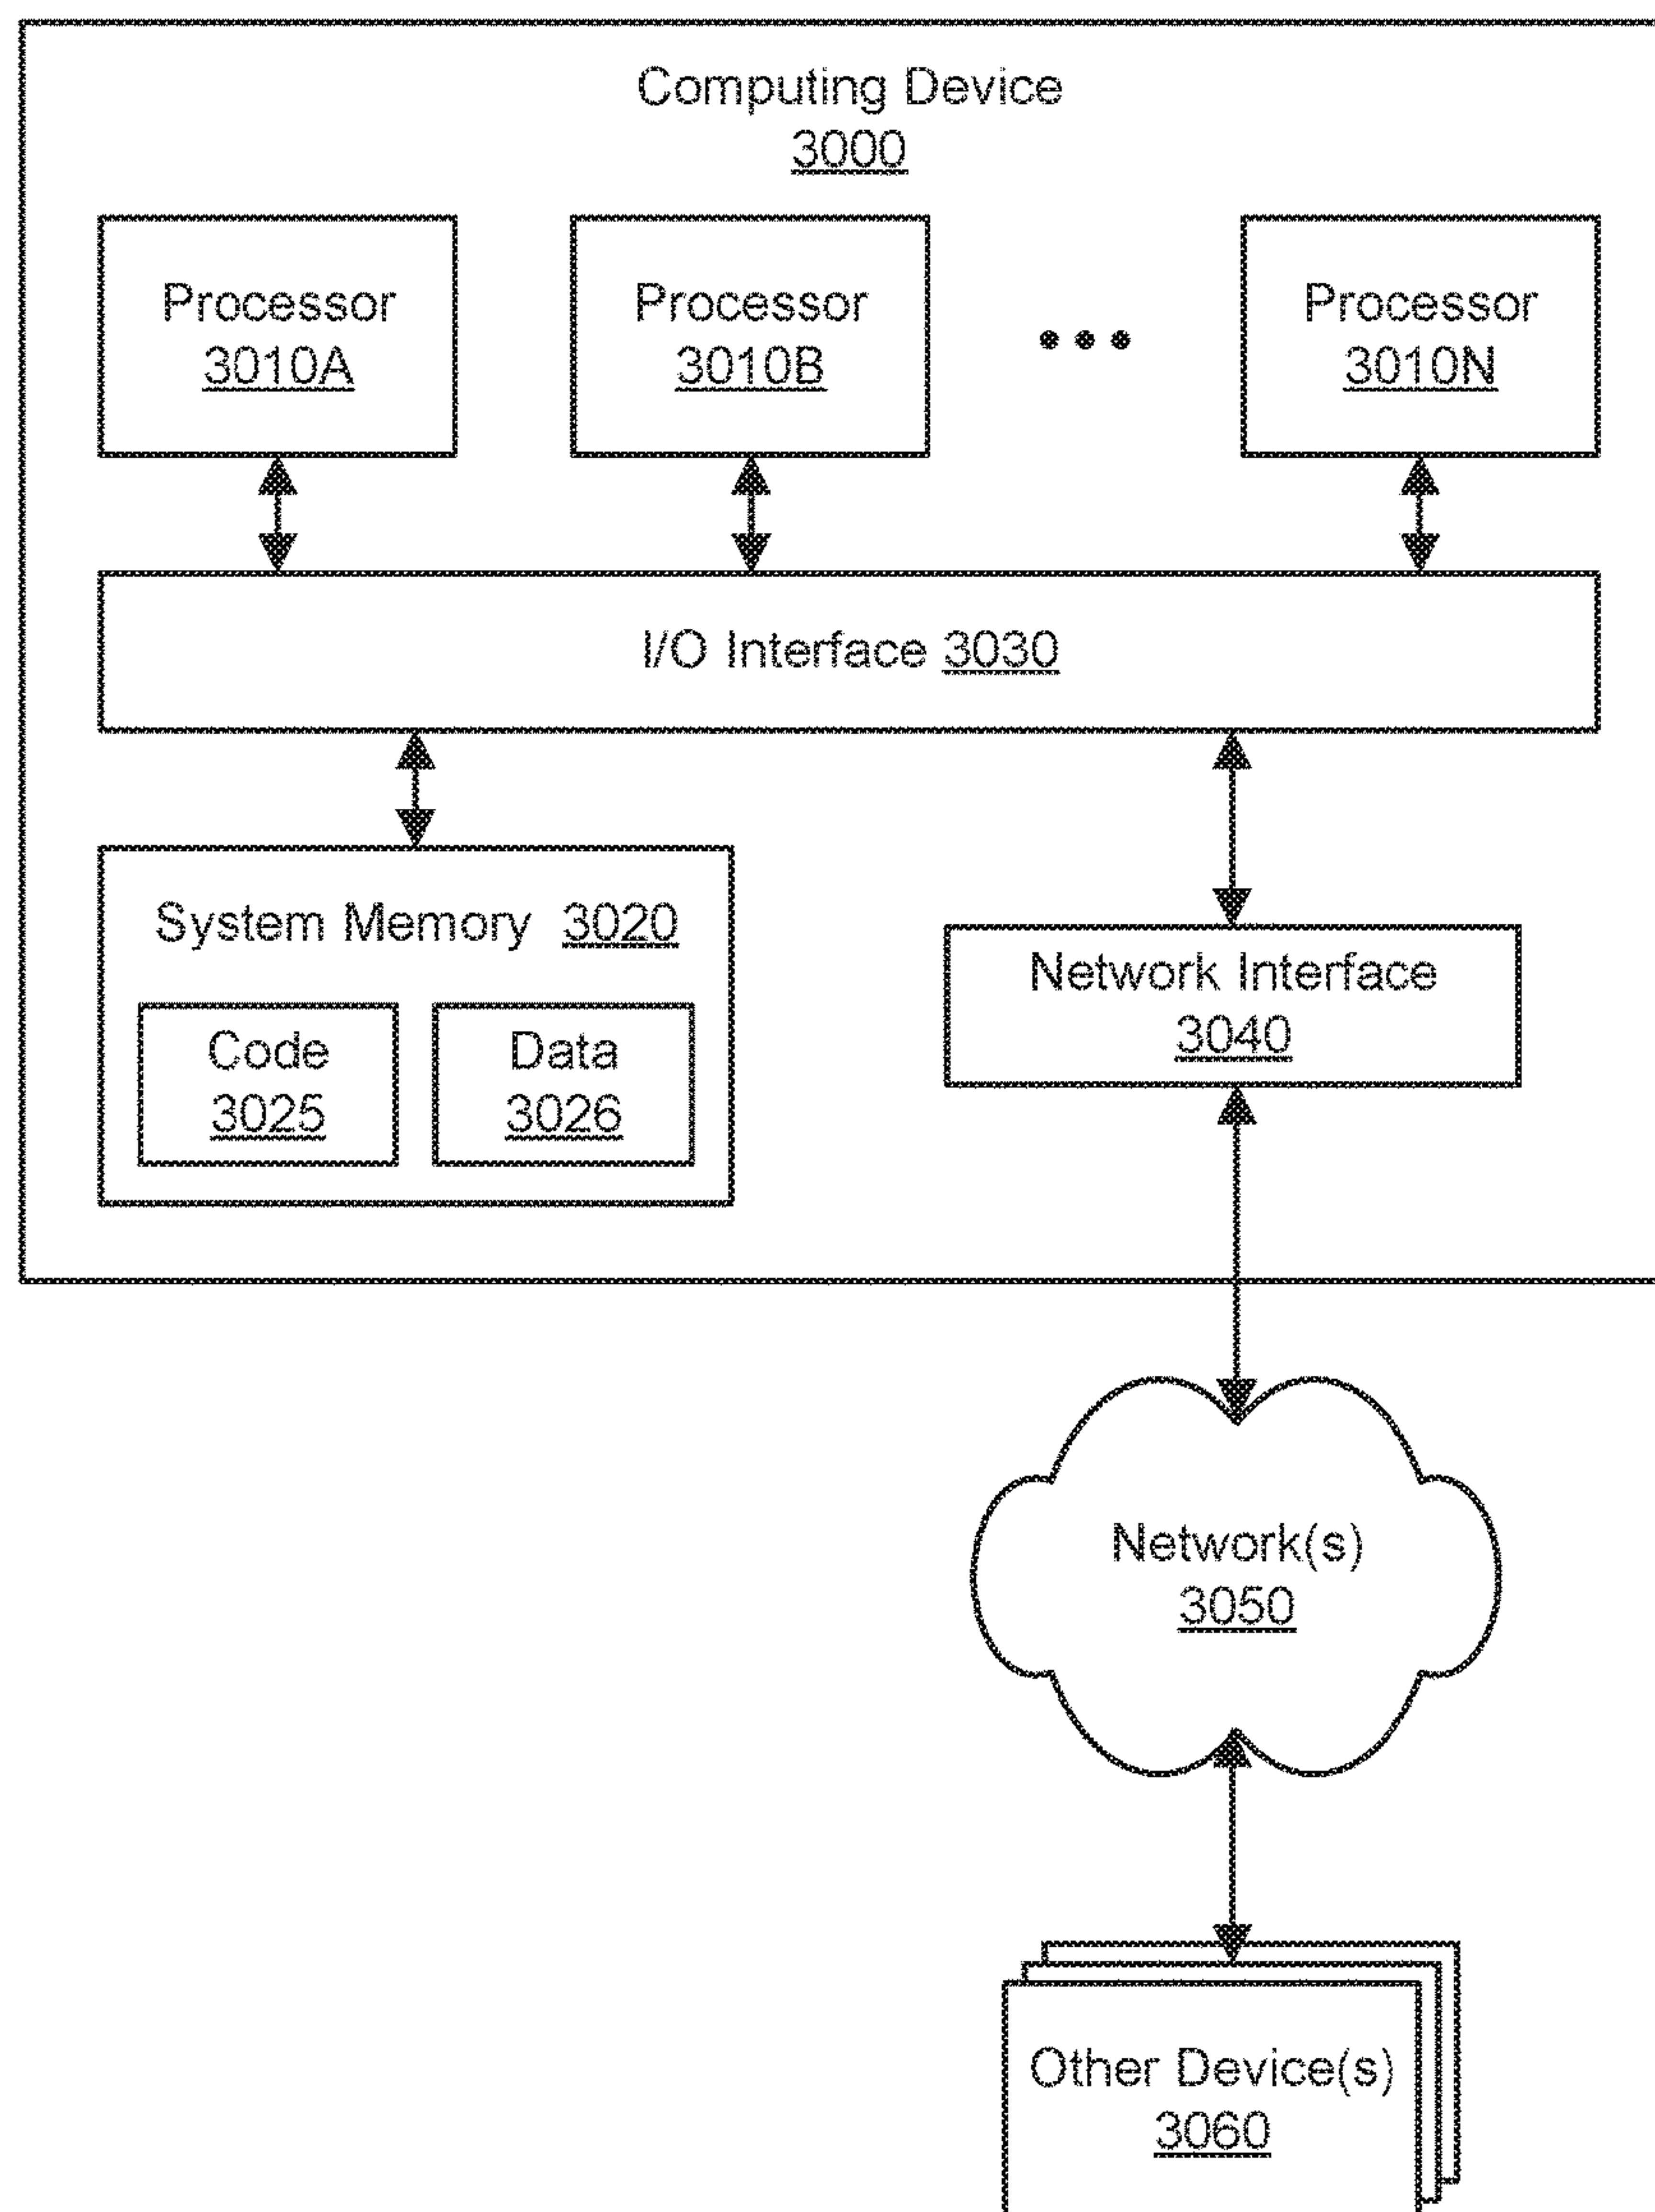 Computing Device
3000
Processor
3010A
Processor
3010B
Processor
3010N
I/O Interface 3030
System Memory 3020
Code
3025
Data
3026
Network Interface
3040
Network(s)
3050
Other Device(s)
3060